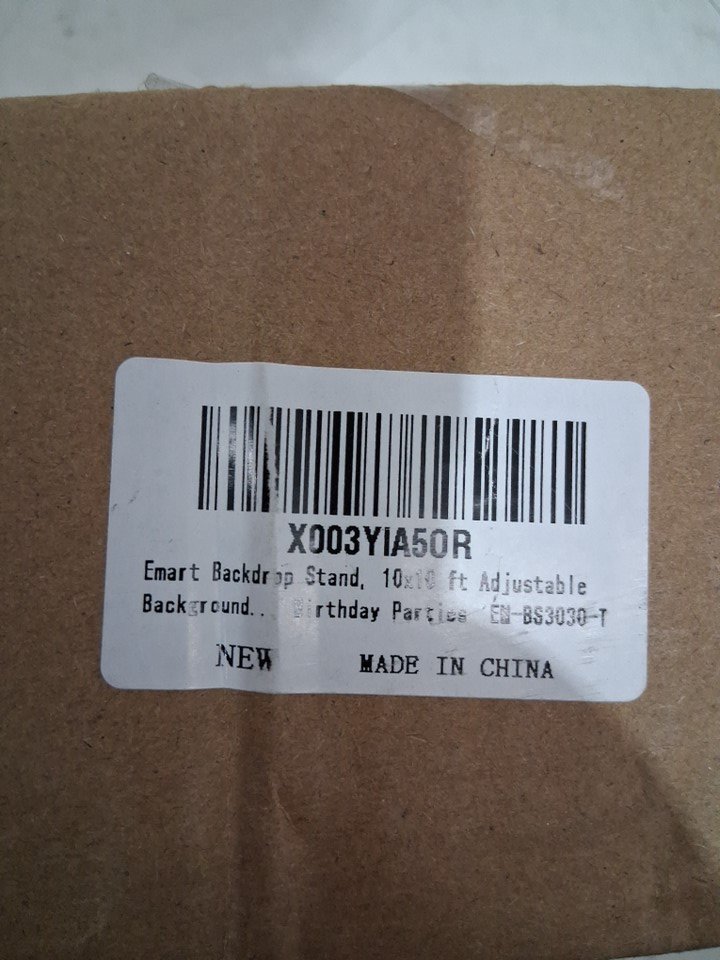 X003YIA5OR
Emart Backdrop Stand, 10x10 ft Adjustable
Background... Birthday Parties EM-BS3030-T
NEW MADE IN CHINA